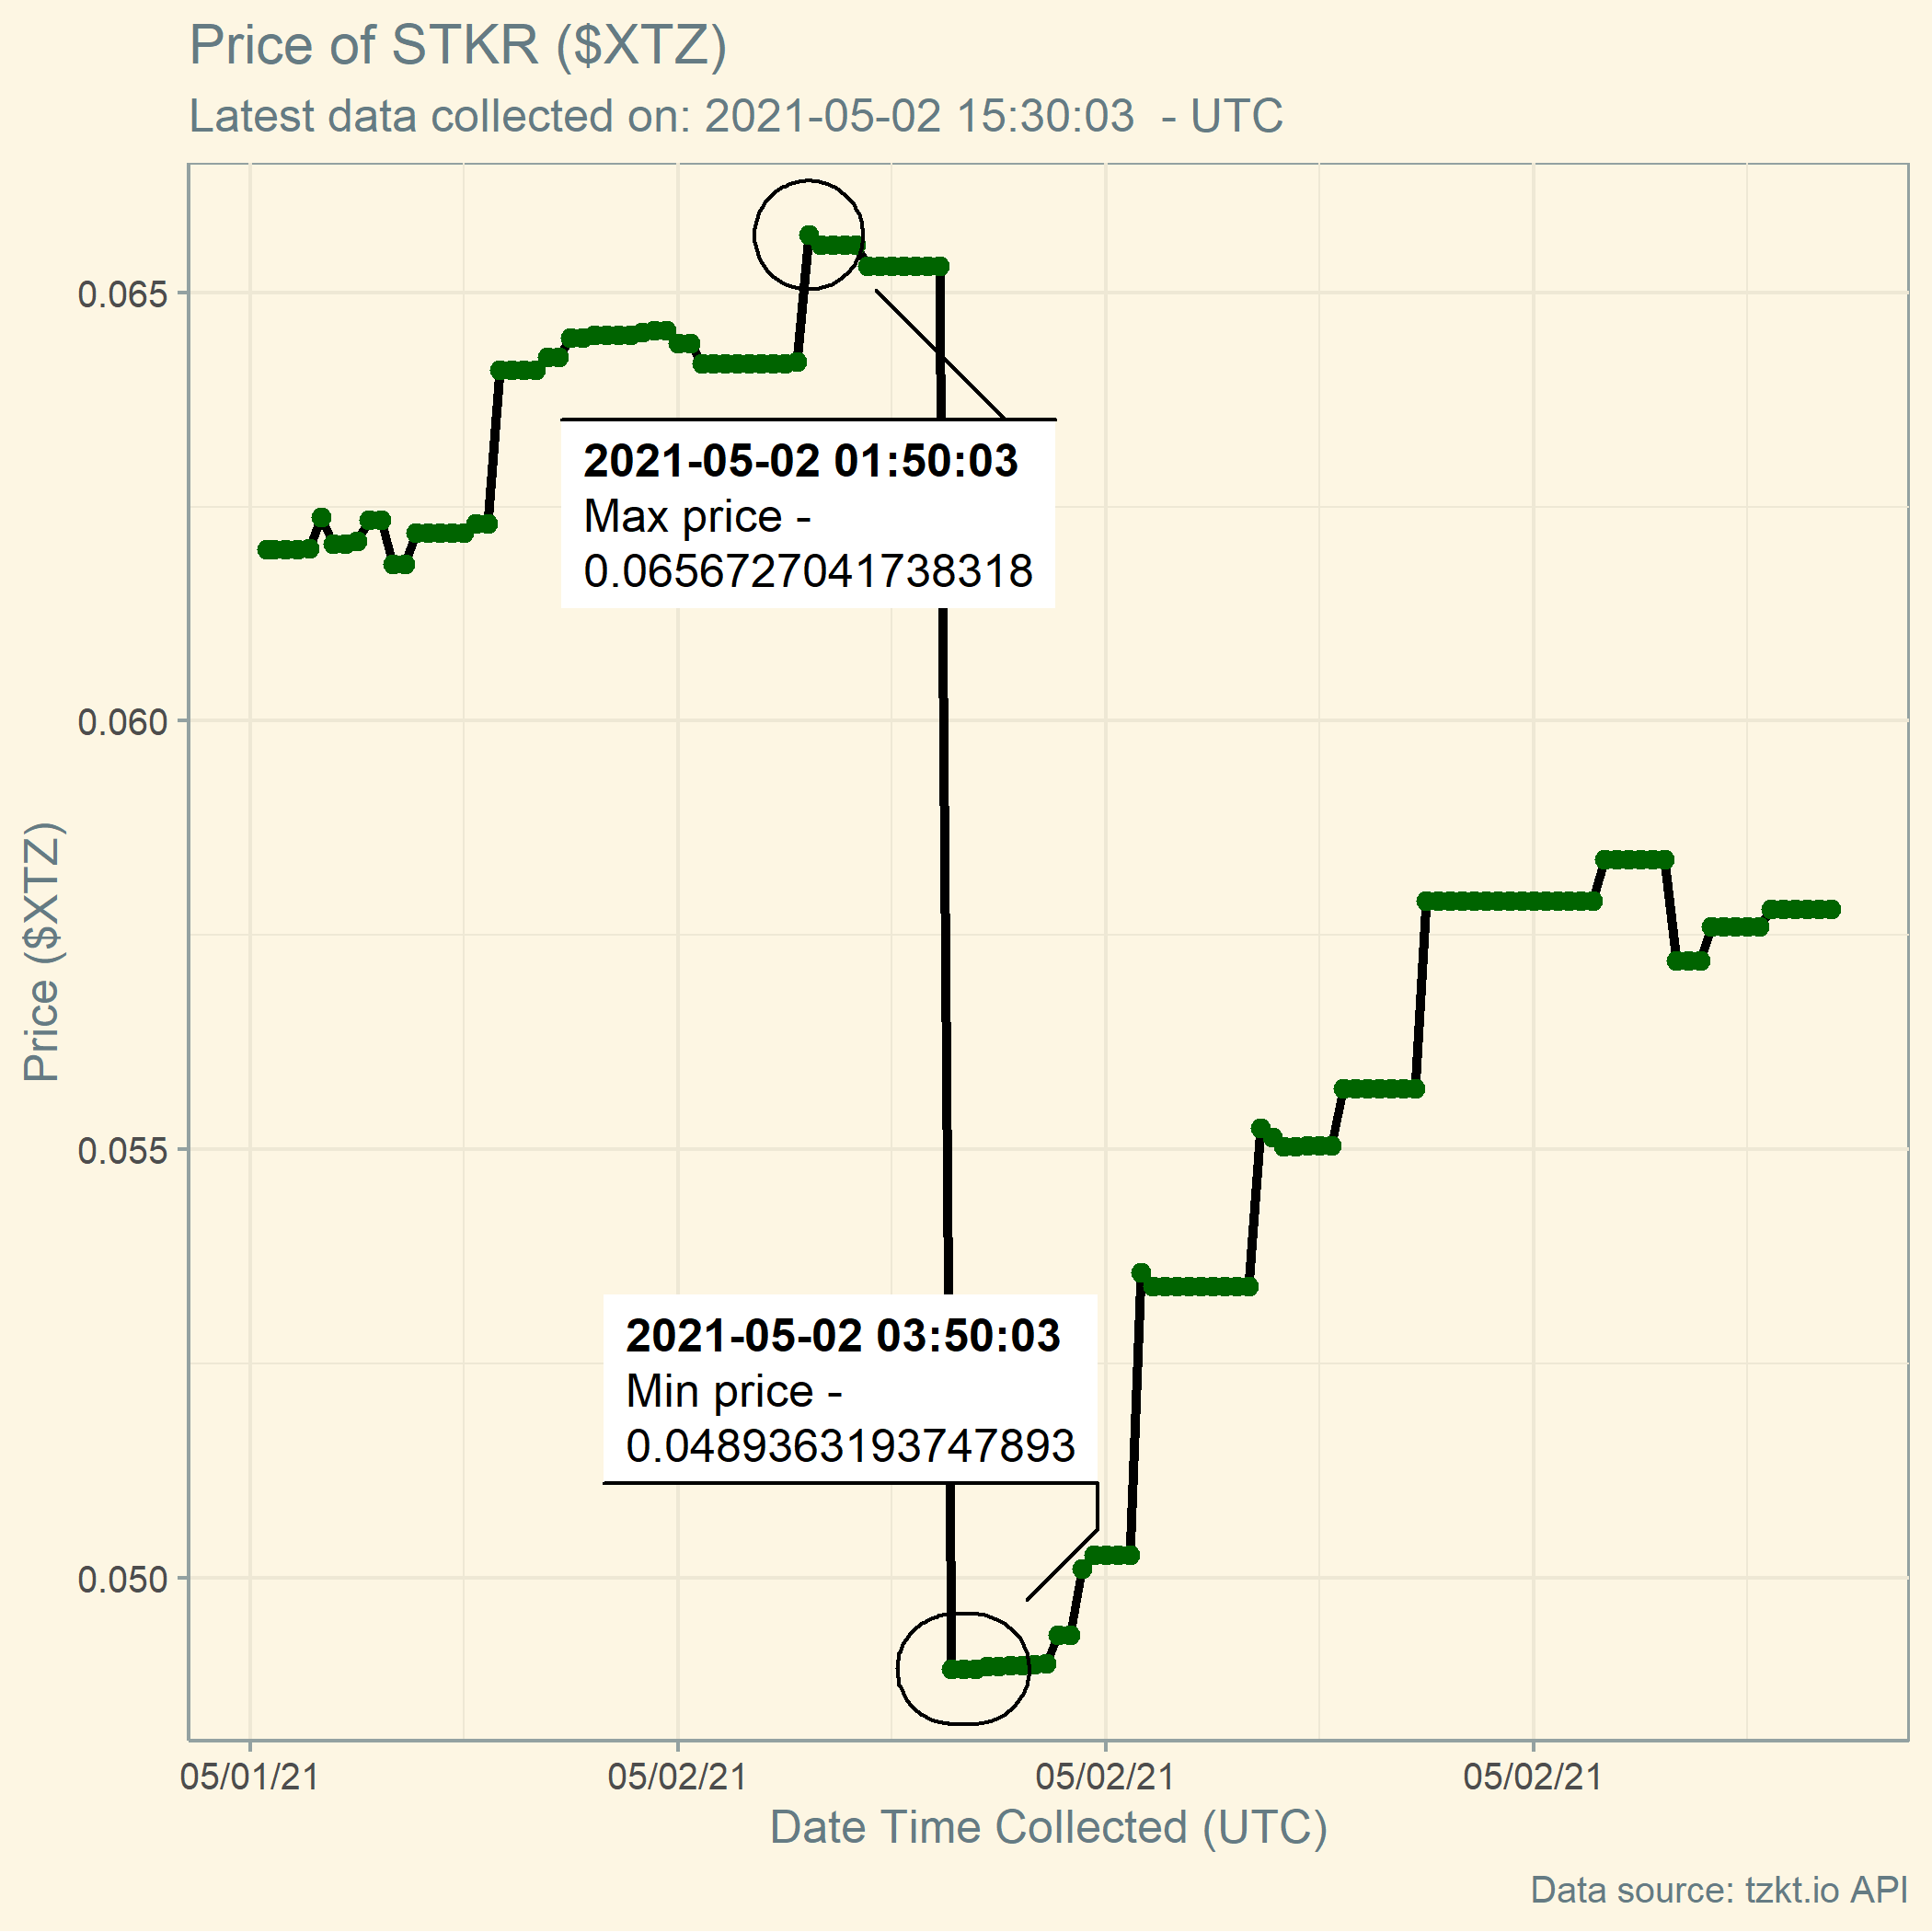 Price of STKR ($XTZ)
Latest data collected on: 2021-05-02 15:30:03  - UTC
0.065
0.060
0.055
0.050
Price ($XTZ)
2021-05-02 01:50:03
Max price -
0.0656727041738318
2021-05-02 03:50:03
Min price -
0.0489363193747893
05/01/21
05/02/21
05/02/21
05/02/21
Date Time Collected (UTC)
Data source: tzkt.io API